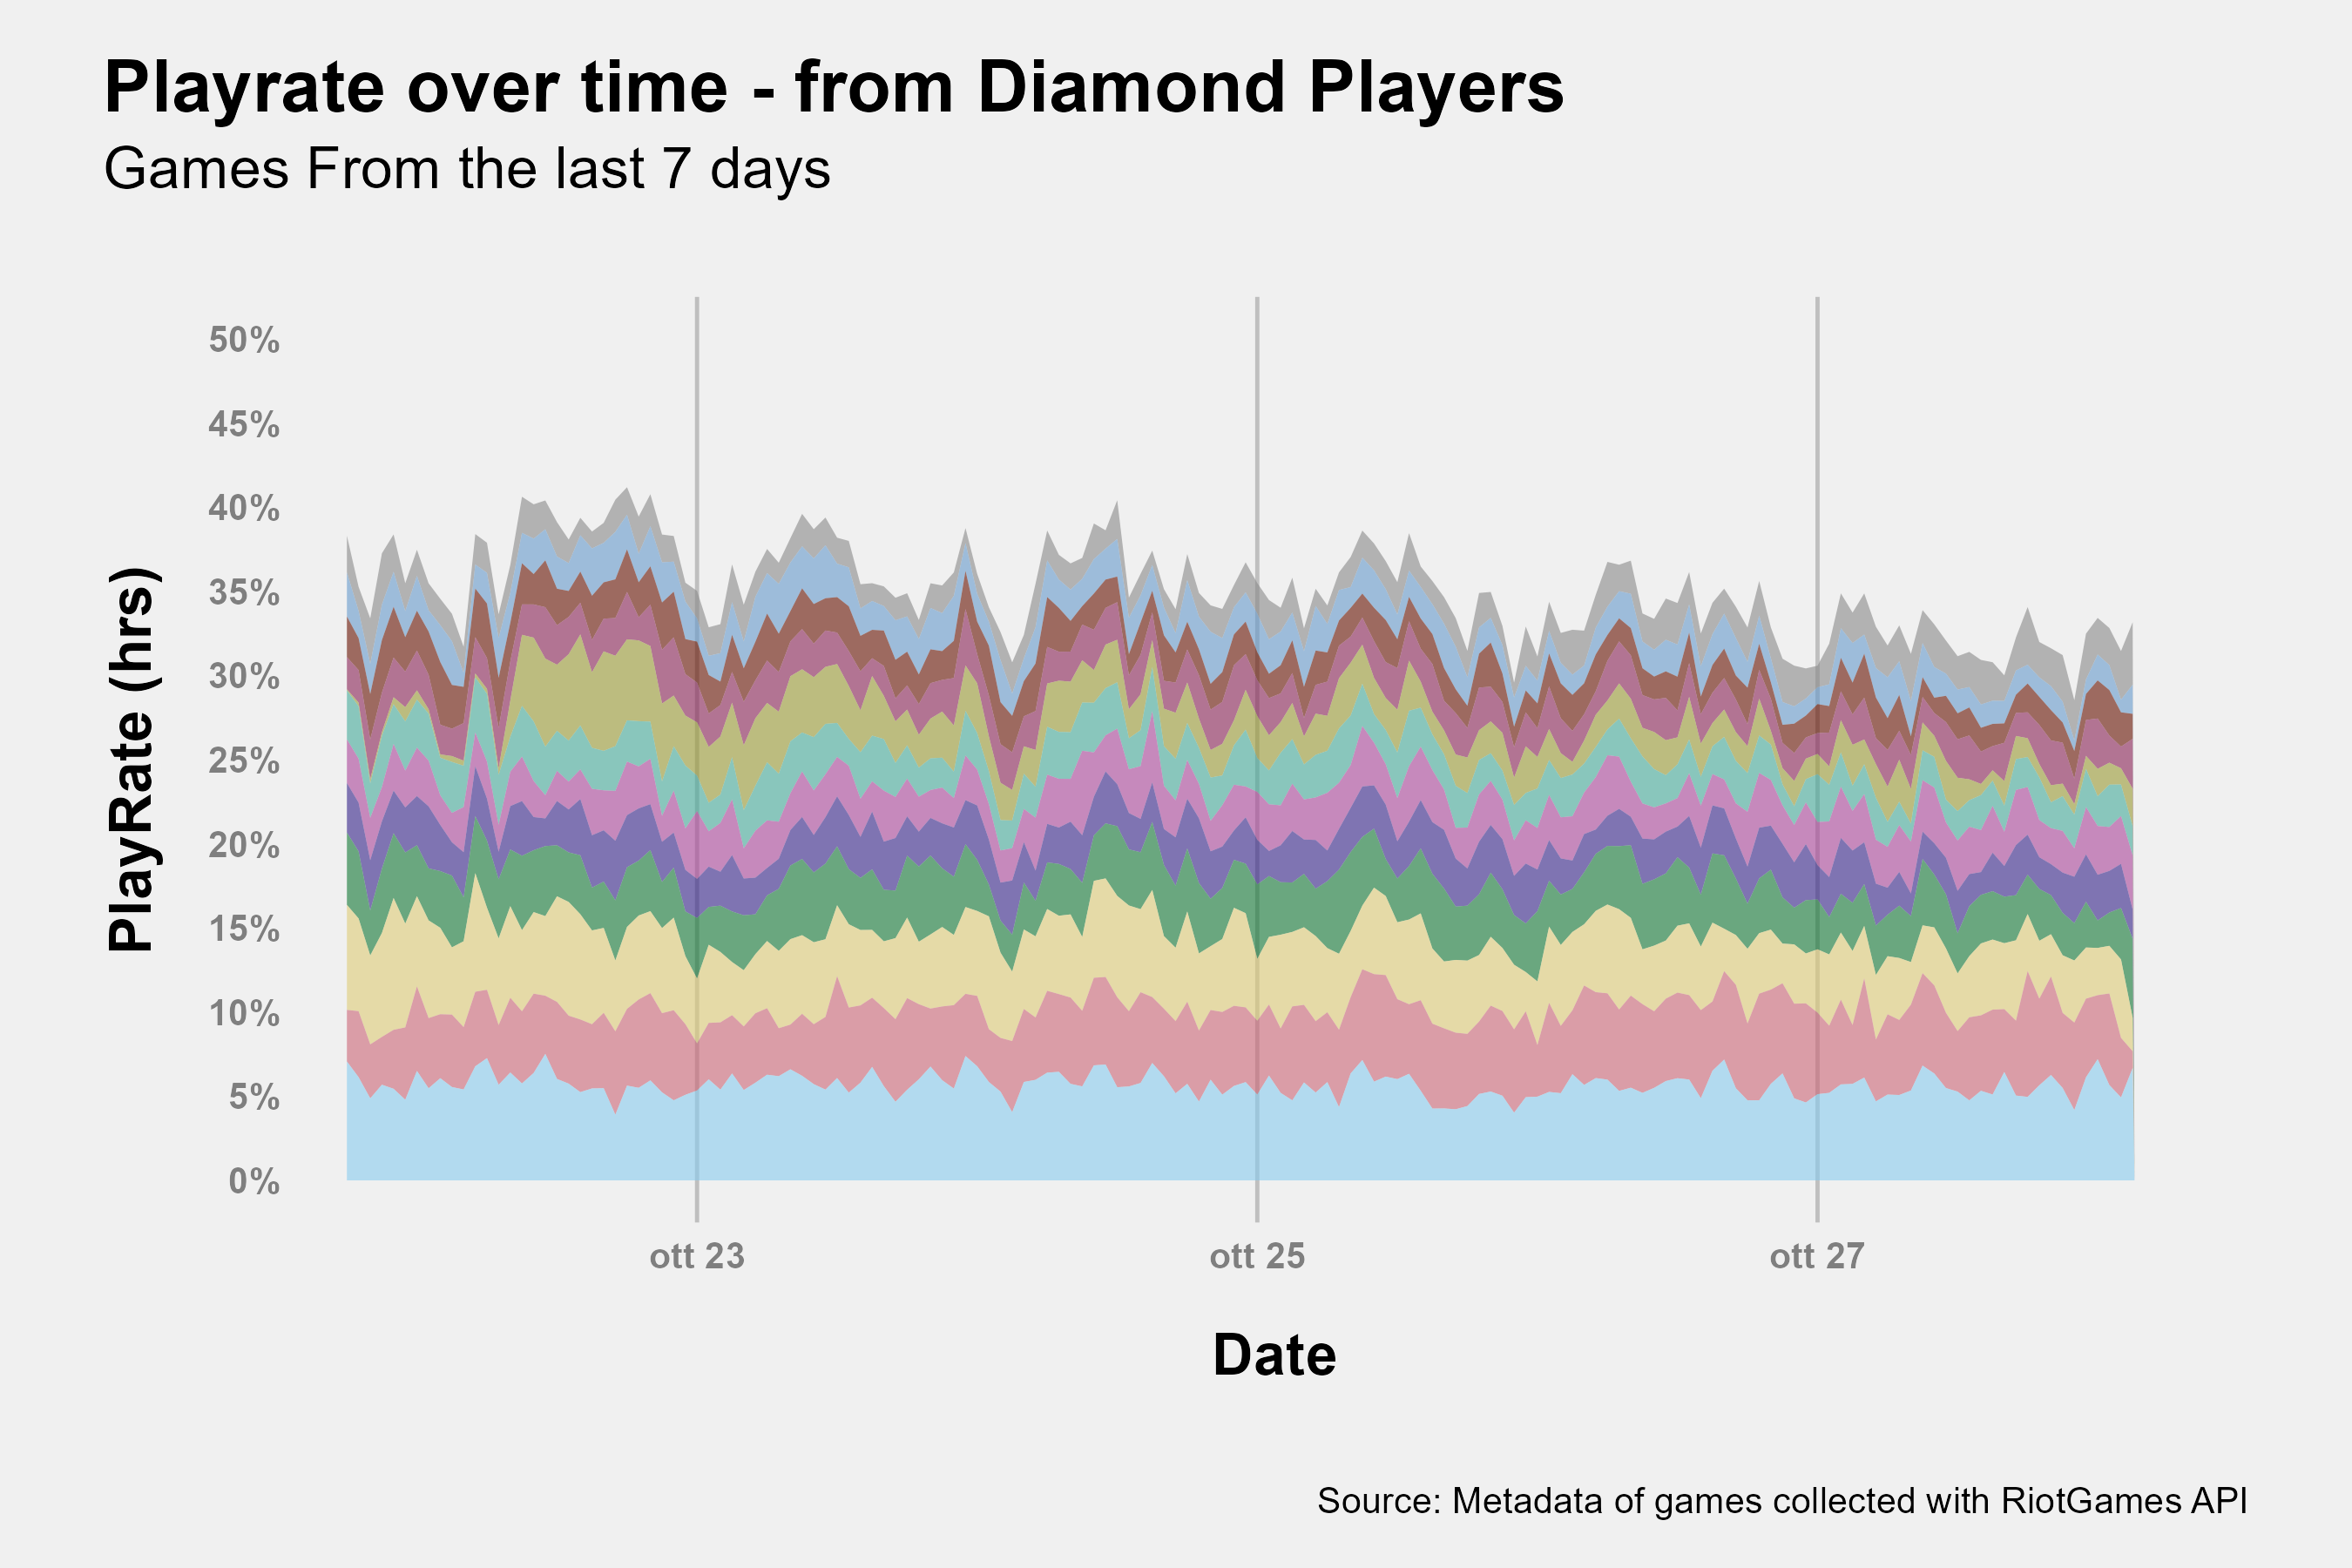 Playrate over time - from Diamond Players
Games From the last 7 days
PlayRate (hrs)
50%
45%
40%
35%
30%
25%
20%
15%
10%
5%
0%
ott 23
ott 25
ott 27
Date
Source: Metadata of games collected with RiotGames API